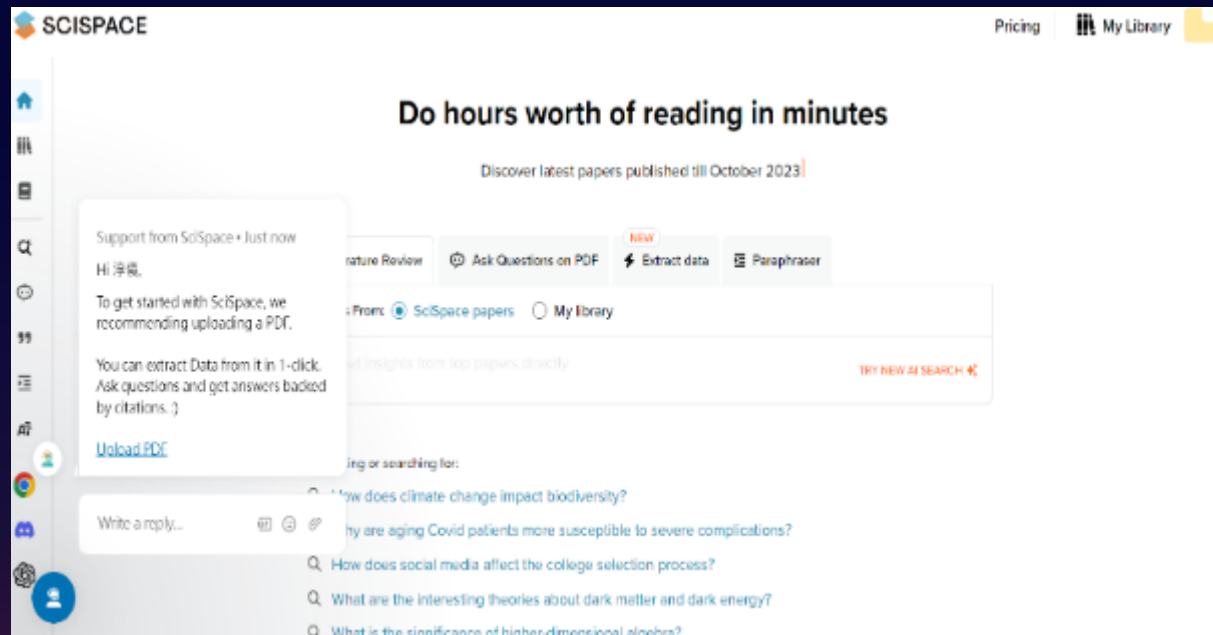 SCISPACE
Pricing
My Library
Do hours worth of reading in minutes
Discover latest papers published till October 2023
Support from SciSpace • Just now
Hi
To get started with SciSpace, we
recommending uploading a PDF.
You can extract Data from it in 1-click.
Ask questions and get answers backed
by citations. :)
Upload PDF
Write a reply...
rature Review
Ask Questions on PDF
NEW
Extract data
Paraphraser
From:
SciSpace papers
My library
insights from top papers directly
TRY NEW AI SEARCH
ing or searching for:
How does climate change impact biodiversity?
hy are aging Covid patients more susceptible to severe complications?
How does social media affect the college selection process?
What are the interesting theories about dark matter and dark energy?
What is the significance of higher-dimensional algebra?